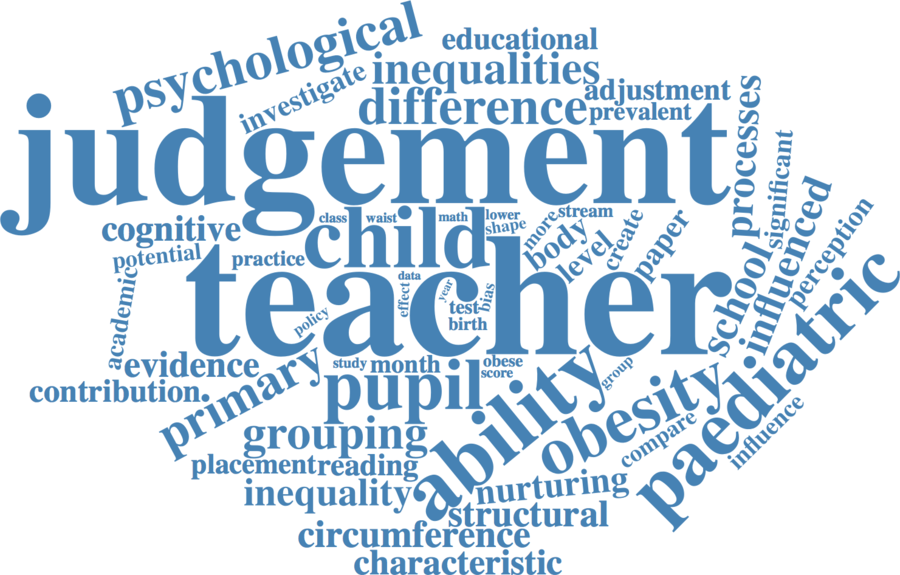 psychological
educational
investigate
inequalities
adjustment
difference
prevalent
judgement
processes
significant
cognitive
class
waist
math
lower
shape
more
stream
child
body
level
create
paper
potential
practice
teacher
academic
policy
effect
data
year
test
bias
birth
school
influenced
perception
evidence
study
month
obese
score
group
contribution.
primary
pupil
ability
obesity
paediatric
compare
influence
grouping
placement
reading
inequality
nurturing
structural
circumference
characteristic